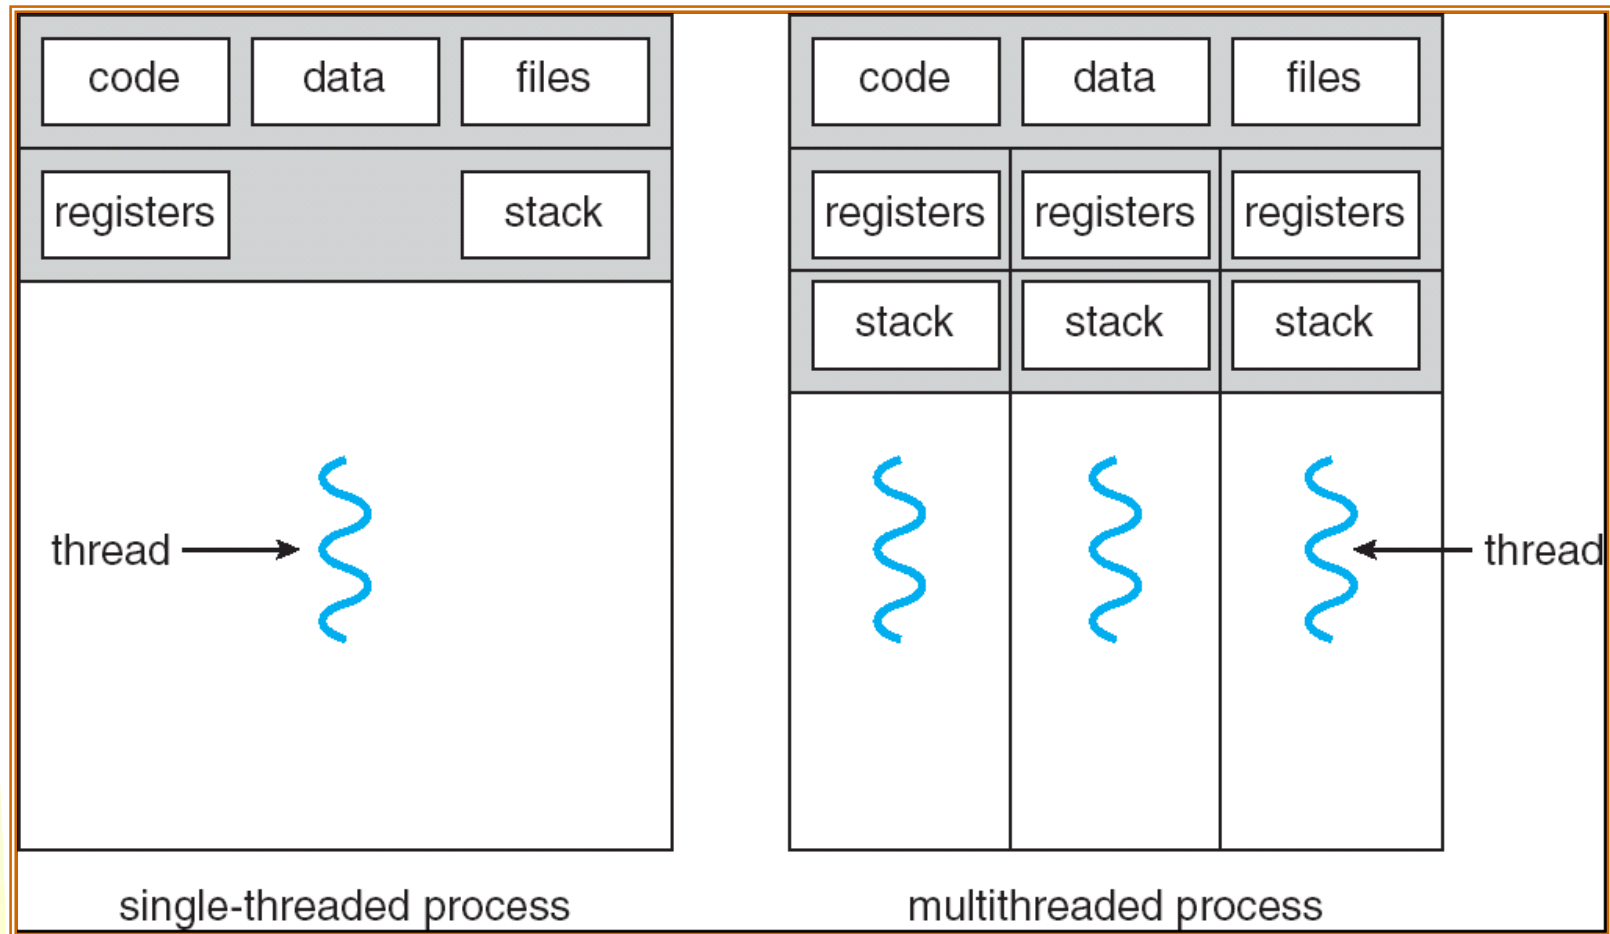 code data files
registers stack
thread
single-threaded process
code data files
registers registers registers
stack stack stack
thread
multithreaded process